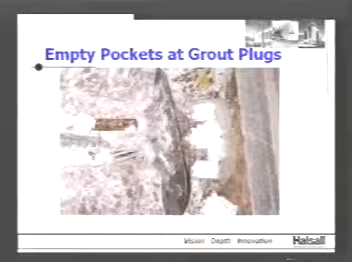 Empty Pockets at Grout Plugs
Vision Depth Innovation
Halsall